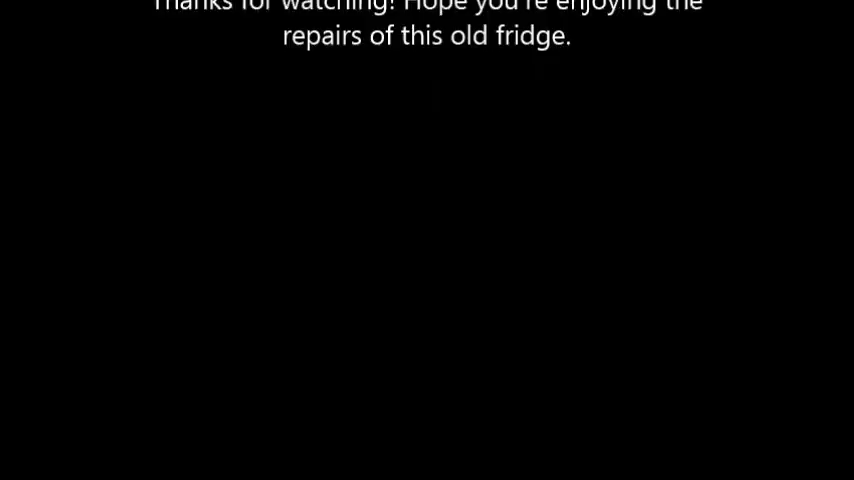 Thanks for watching! Hope you're enjoying the
repairs of this old fridge.